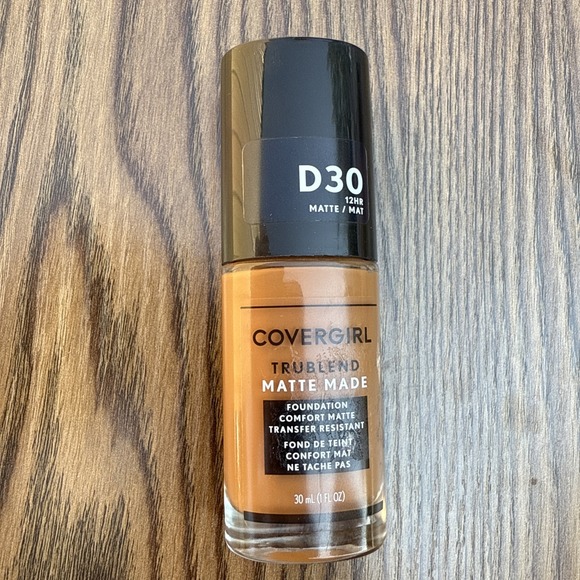 D30
12HR
MATTE / MAT
COVERGIRL
TRUBLEND
MATTE MADE
FOUNDATION
COMFORT MATTE
TRANSFER RESISTANT
FOND DE TEINT
CONFORT MAT
NE TACHE PAS
30 mL (1 FL OZ)